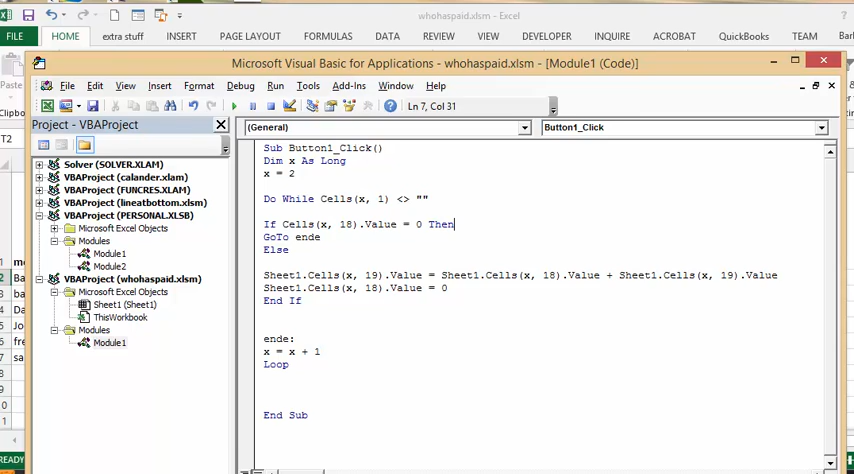 whohaspaid.xlsm - Excel
FILE HOME extra stuff INSERT PAGE LAYOUT FORMULAS DATA REVIEW VIEW DEVELOPER INQUIRE ACROBAT QuickBooks TEAM
Paste
Microsoft Visual Basic for Applications - whohaspaid.xlsm - [Module1 (Code)]
File Edit View Insert Format Debug Run Tools Add-Ins Window Help
Ln 7, Col 31
Project - VBAProject
(General) Button1_Click
T2
Solver (SOLVER.XLAM)
VBAProject (calander.xlam)
VBAProject (FUNCRES.XLAM)
VBAProject (lineatbottom.xlsm)
VBAProject (PERSONAL.XLSB)
Microsoft Excel Objects
Modules
Module1
Module2
VBAProject (whohaspaid.xlsm)
Microsoft Excel Objects
Sheet1 (Sheet1)
ThisWorkbook
Modules
Module1
Sub Button1_Click()
Dim x As Long
x = 2
Do While Cells(x, 1) <> ""
If Cells(x, 18).Value = 0 Then
GoTo ende
Else
Sheet1.Cells(x, 19).Value = Sheet1.Cells(x, 18).Value + Sheet1.Cells(x, 19).Value
Sheet1.Cells(x, 18).Value = 0
End If
ende:
x = x + 1
Loop
End Sub
READY